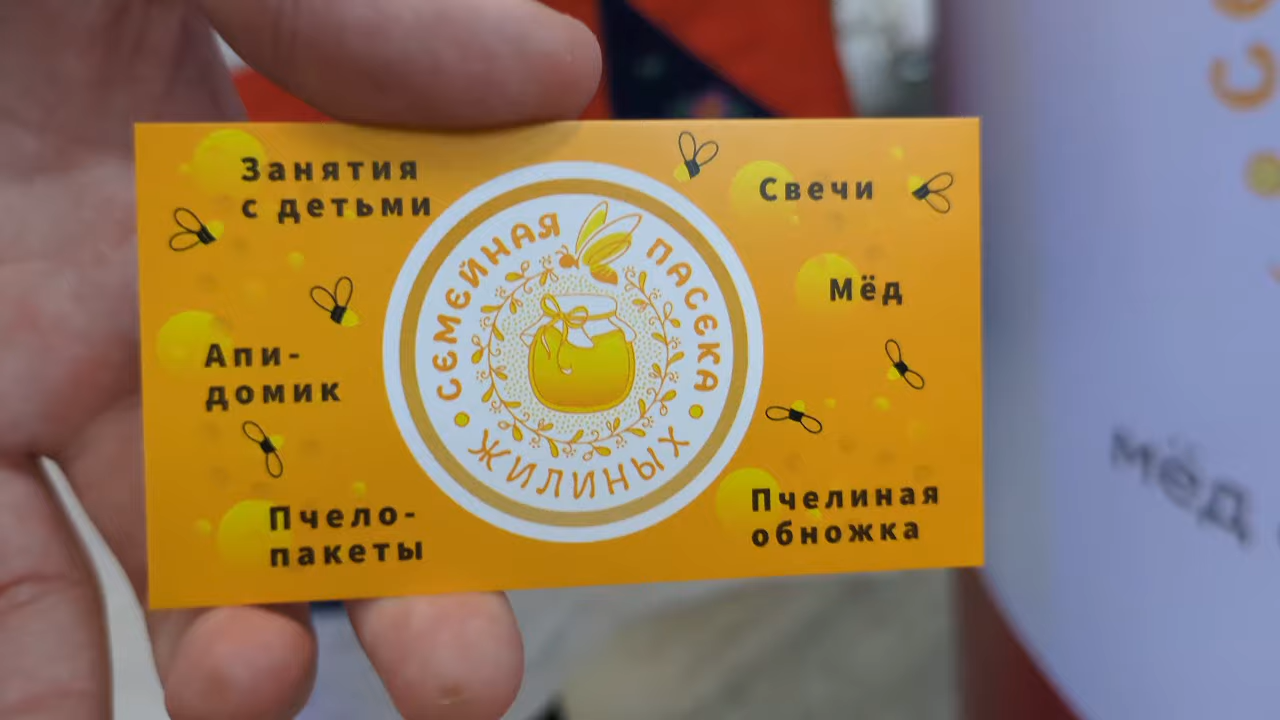 Занятия
с детьми
Апи-
домик
Пчело-
пакеты
СЕМЕЙНАЯ ПАСЕКА
ЖИЛИНЫХ
Свечи
Мёд
Пчелиная
обножка
мёд